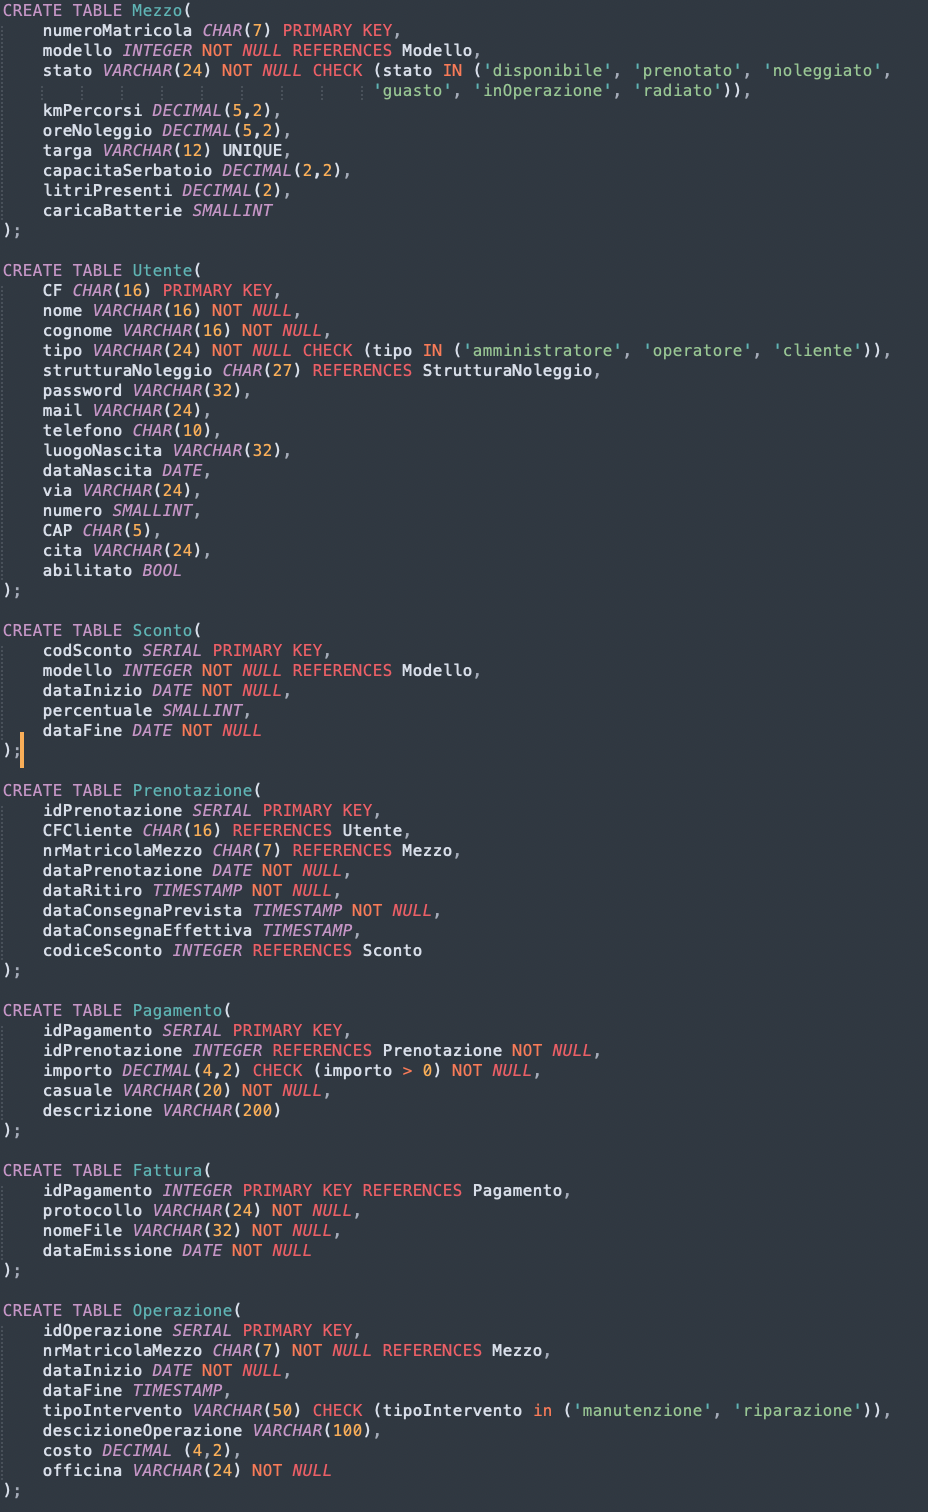 CREATE TABLE Mezzo(
    numeroMatricola CHAR(7) PRIMARY KEY,
    modello INTEGER NOT NULL REFERENCES Modello,
    stato VARCHAR(24) NOT NULL CHECK (stato IN ('disponibile', 'prenotato', 'noleggiato',
                                     'guasto', 'inOperazione', 'radiato')),
    kmPercorsi DECIMAL(5,2),
    oreNoleggio DECIMAL(5,2),
    targa VARCHAR(12) UNIQUE,
    capacitaSerbatoio DECIMAL(2,2),
    litriPresenti DECIMAL(2),
    caricaBatterie SMALLINT
);

CREATE TABLE Utente(
    CF CHAR(16) PRIMARY KEY,
    nome VARCHAR(16) NOT NULL,
    cognome VARCHAR(16) NOT NULL,
    tipo VARCHAR(24) NOT NULL CHECK (tipo IN ('amministratore', 'operatore', 'cliente')),
    strutturaNoleggio CHAR(27) REFERENCES StrutturaNoleggio,
    password VARCHAR(32),
    mail VARCHAR(24),
    telefono CHAR(10),
    luogoNascita VARCHAR(32),
    dataNascita DATE,
    via VARCHAR(24),
    numero SMALLINT,
    CAP CHAR(5),
    cita VARCHAR(24),
    abilitato BOOL
);

CREATE TABLE Sconto(
    codSconto SERIAL PRIMARY KEY,
    modello INTEGER NOT NULL REFERENCES Modello,
    dataInizio DATE NOT NULL,
    percentuale SMALLINT,
    dataFine DATE NOT NULL
);

CREATE TABLE Prenotazione(
    idPrenotazione SERIAL PRIMARY KEY,
    CFCliente CHAR(16) REFERENCES Utente,
    nrMatricolaMezzo CHAR(7) REFERENCES Mezzo,
    dataPrenotazione DATE NOT NULL,
    dataRitiro TIMESTAMP NOT NULL,
    dataConsegnaPrevista TIMESTAMP NOT NULL,
    dataConsegnaEffettiva TIMESTAMP,
    codiceSconto INTEGER REFERENCES Sconto
);

CREATE TABLE Pagamento(
    idPagamento SERIAL PRIMARY KEY,
    idPrenotazione INTEGER REFERENCES Prenotazione NOT NULL,
    importo DECIMAL(4,2) CHECK (importo > 0) NOT NULL,
    casuale VARCHAR(20) NOT NULL,
    descrizione VARCHAR(200)
);

CREATE TABLE Fattura(
    idPagamento INTEGER PRIMARY KEY REFERENCES Pagamento,
    protocollo VARCHAR(24) NOT NULL,
    nomeFile VARCHAR(32) NOT NULL,
    dataEmissione DATE NOT NULL
);

CREATE TABLE Operazione(
    idOperazione SERIAL PRIMARY KEY,
    nrMatricolaMezzo CHAR(7) NOT NULL REFERENCES Mezzo,
    dataInizio DATE NOT NULL,
    dataFine TIMESTAMP,
    tipoIntervento VARCHAR(50) CHECK (tipoIntervento in ('manutenzione', 'riparazione')),
    descizioneOperazione VARCHAR(100),
    costo DECIMAL (4,2),
    officina VARCHAR(24) NOT NULL
);